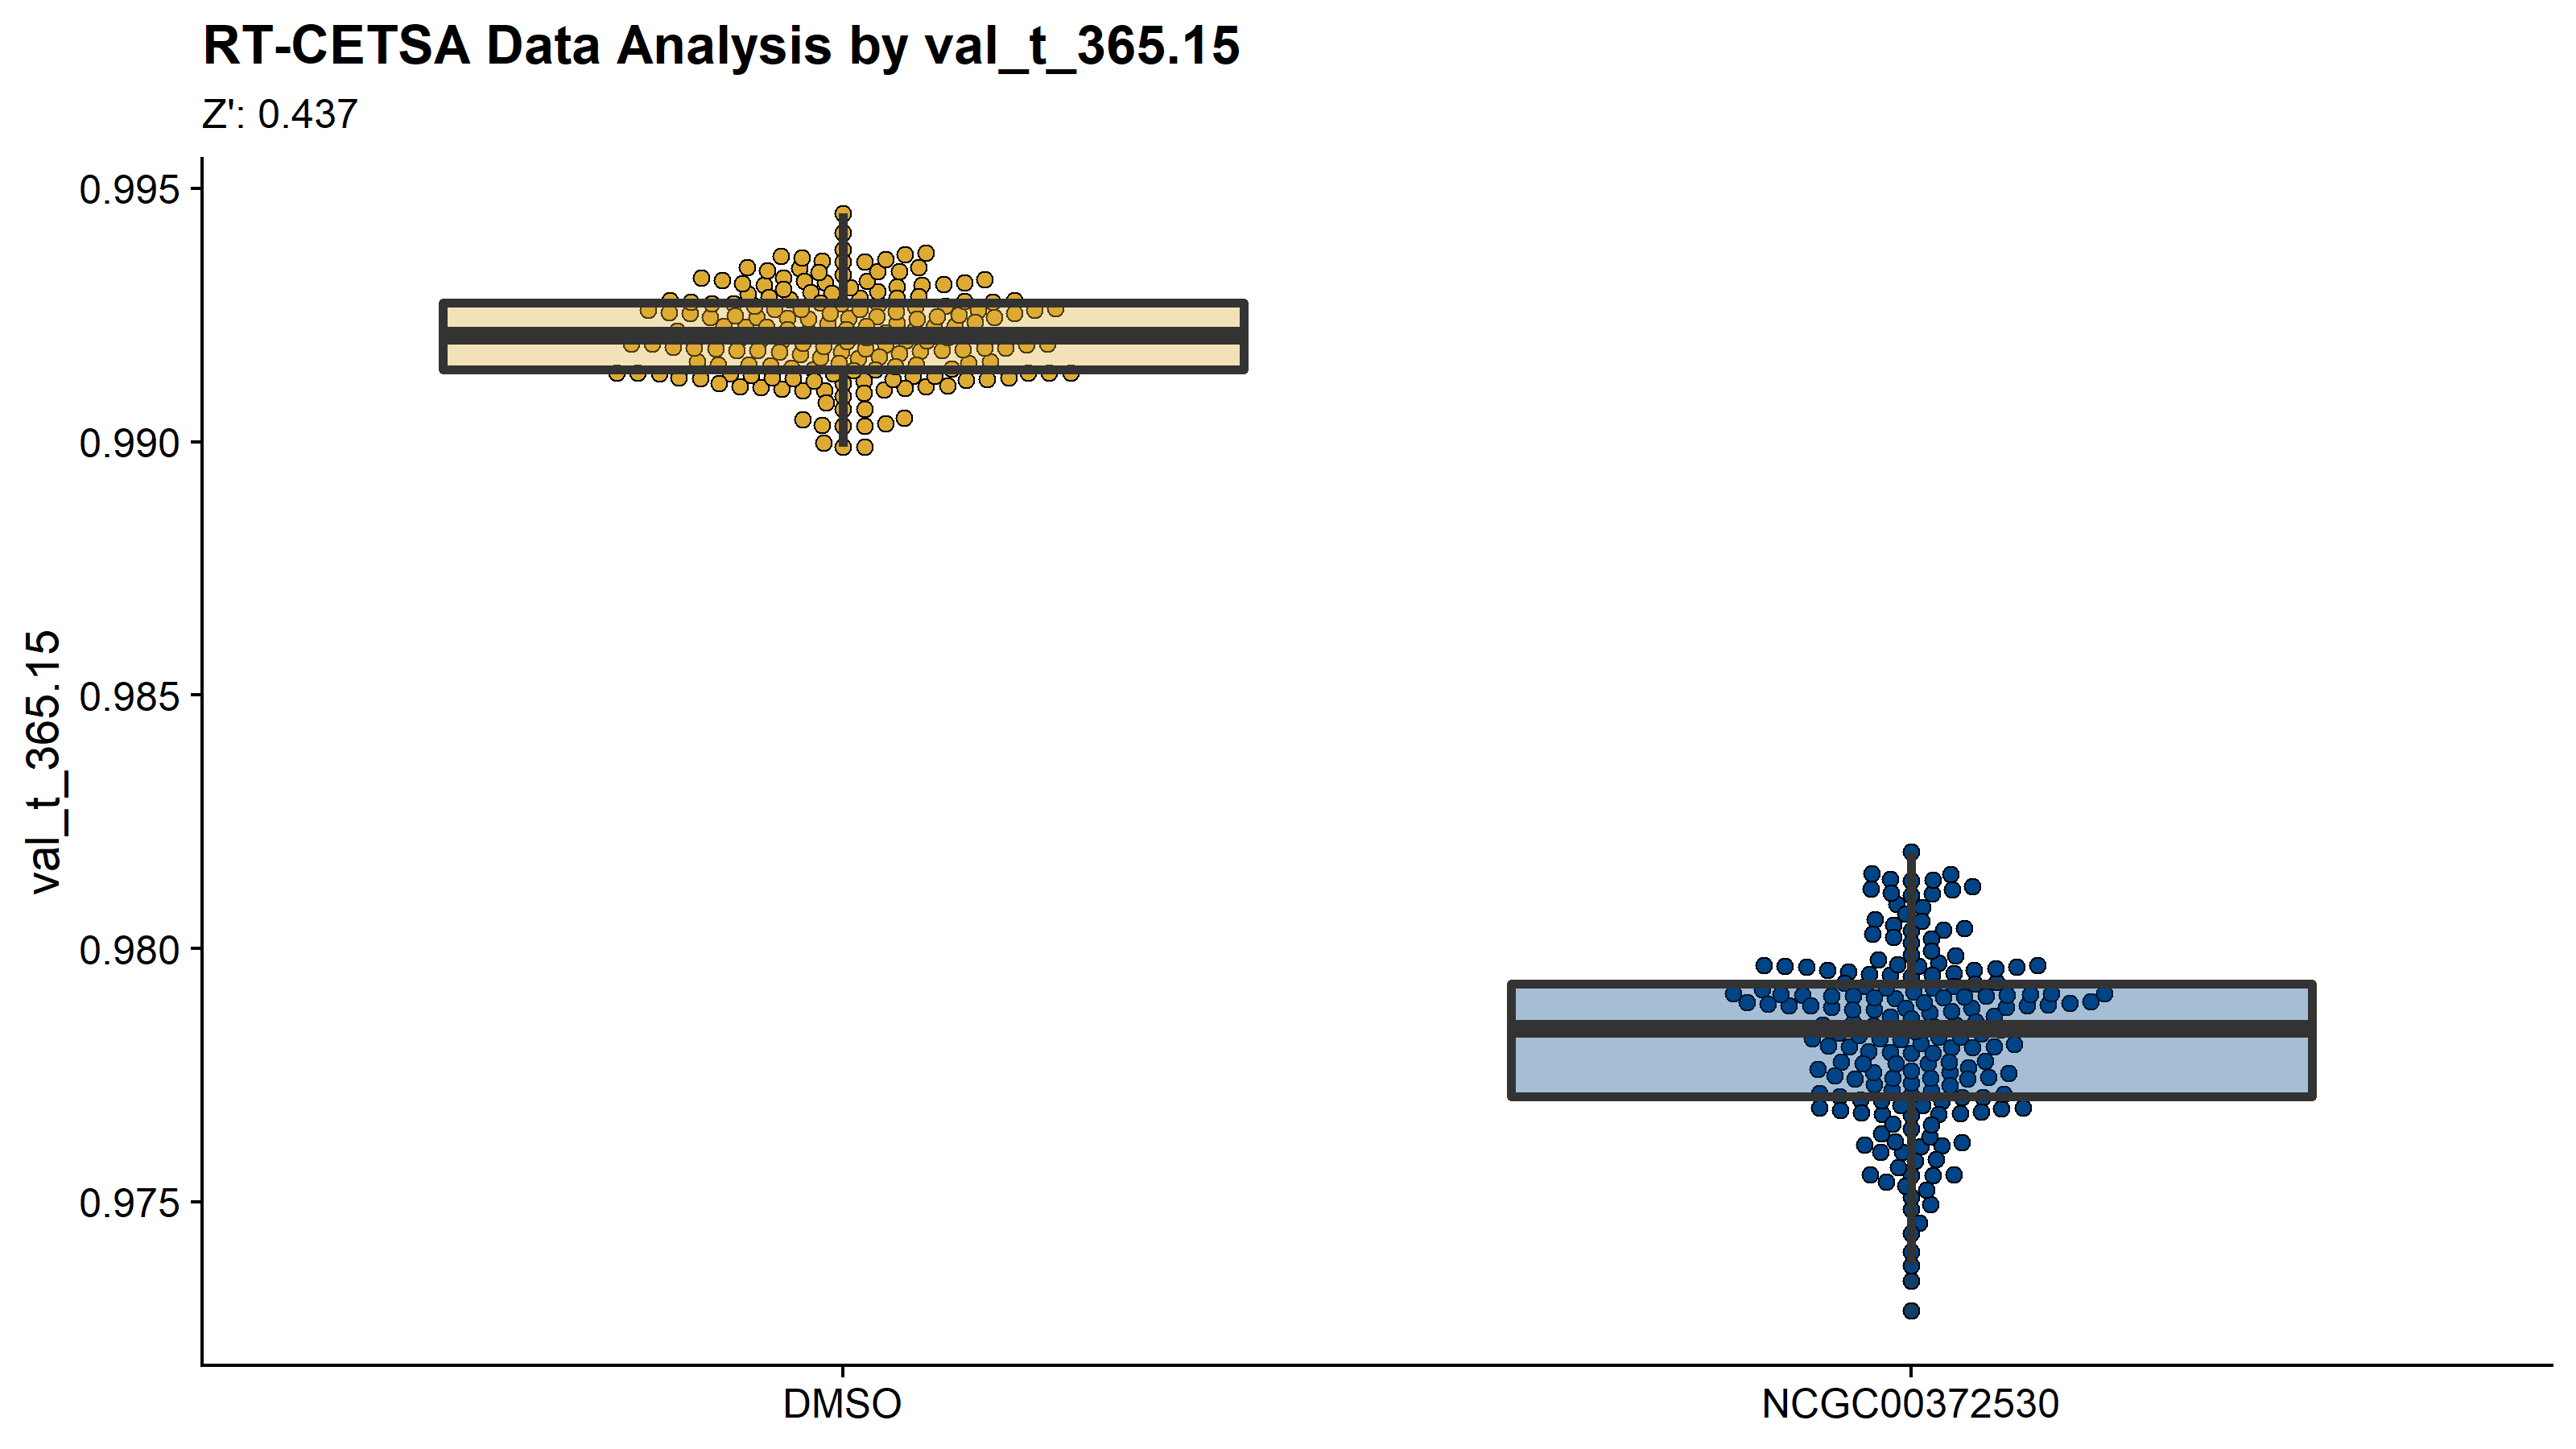 RT-CETSA Data Analysis by val_t_365.15
Z': 0.437
val_t_365.15
0.995
0.990
0.985
0.980
0.975
DMSO
NCGC00372530